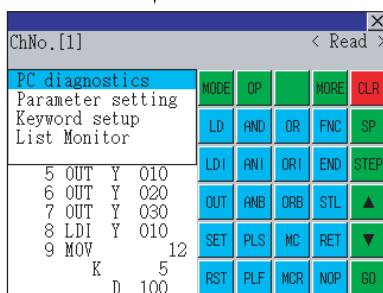 ChNo.[1] < Read >
PC diagnostics
Parameter setting
Keyword setup
List Monitor
5 OUT Y 010
6 OUT Y 020
7 OUT Y 030
8 LDI Y 010
9 MOV 12
K 5
D 100
MODE OP MORE CLR
LD AND OR FNC SP
LDI ANI ORI END STEP
OUT ANB ORB STL ▲
SET PLS MC RET ▼
RST PLF MCR NOP GO